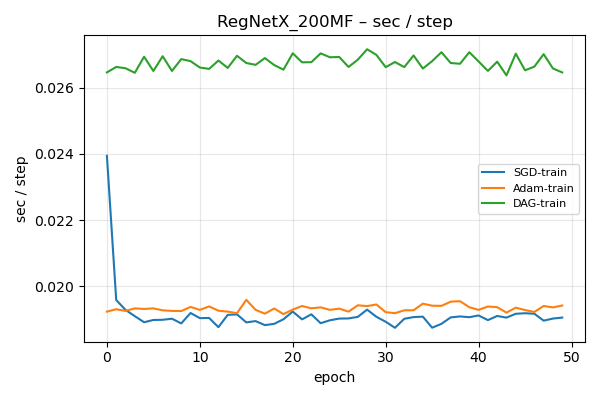 RegNetX_200MF – sec / step
sec / step
0.026
0.024
0.022
0.020
SGD-train
Adam-train
DAG-train
0 10 20 30 40 50
epoch